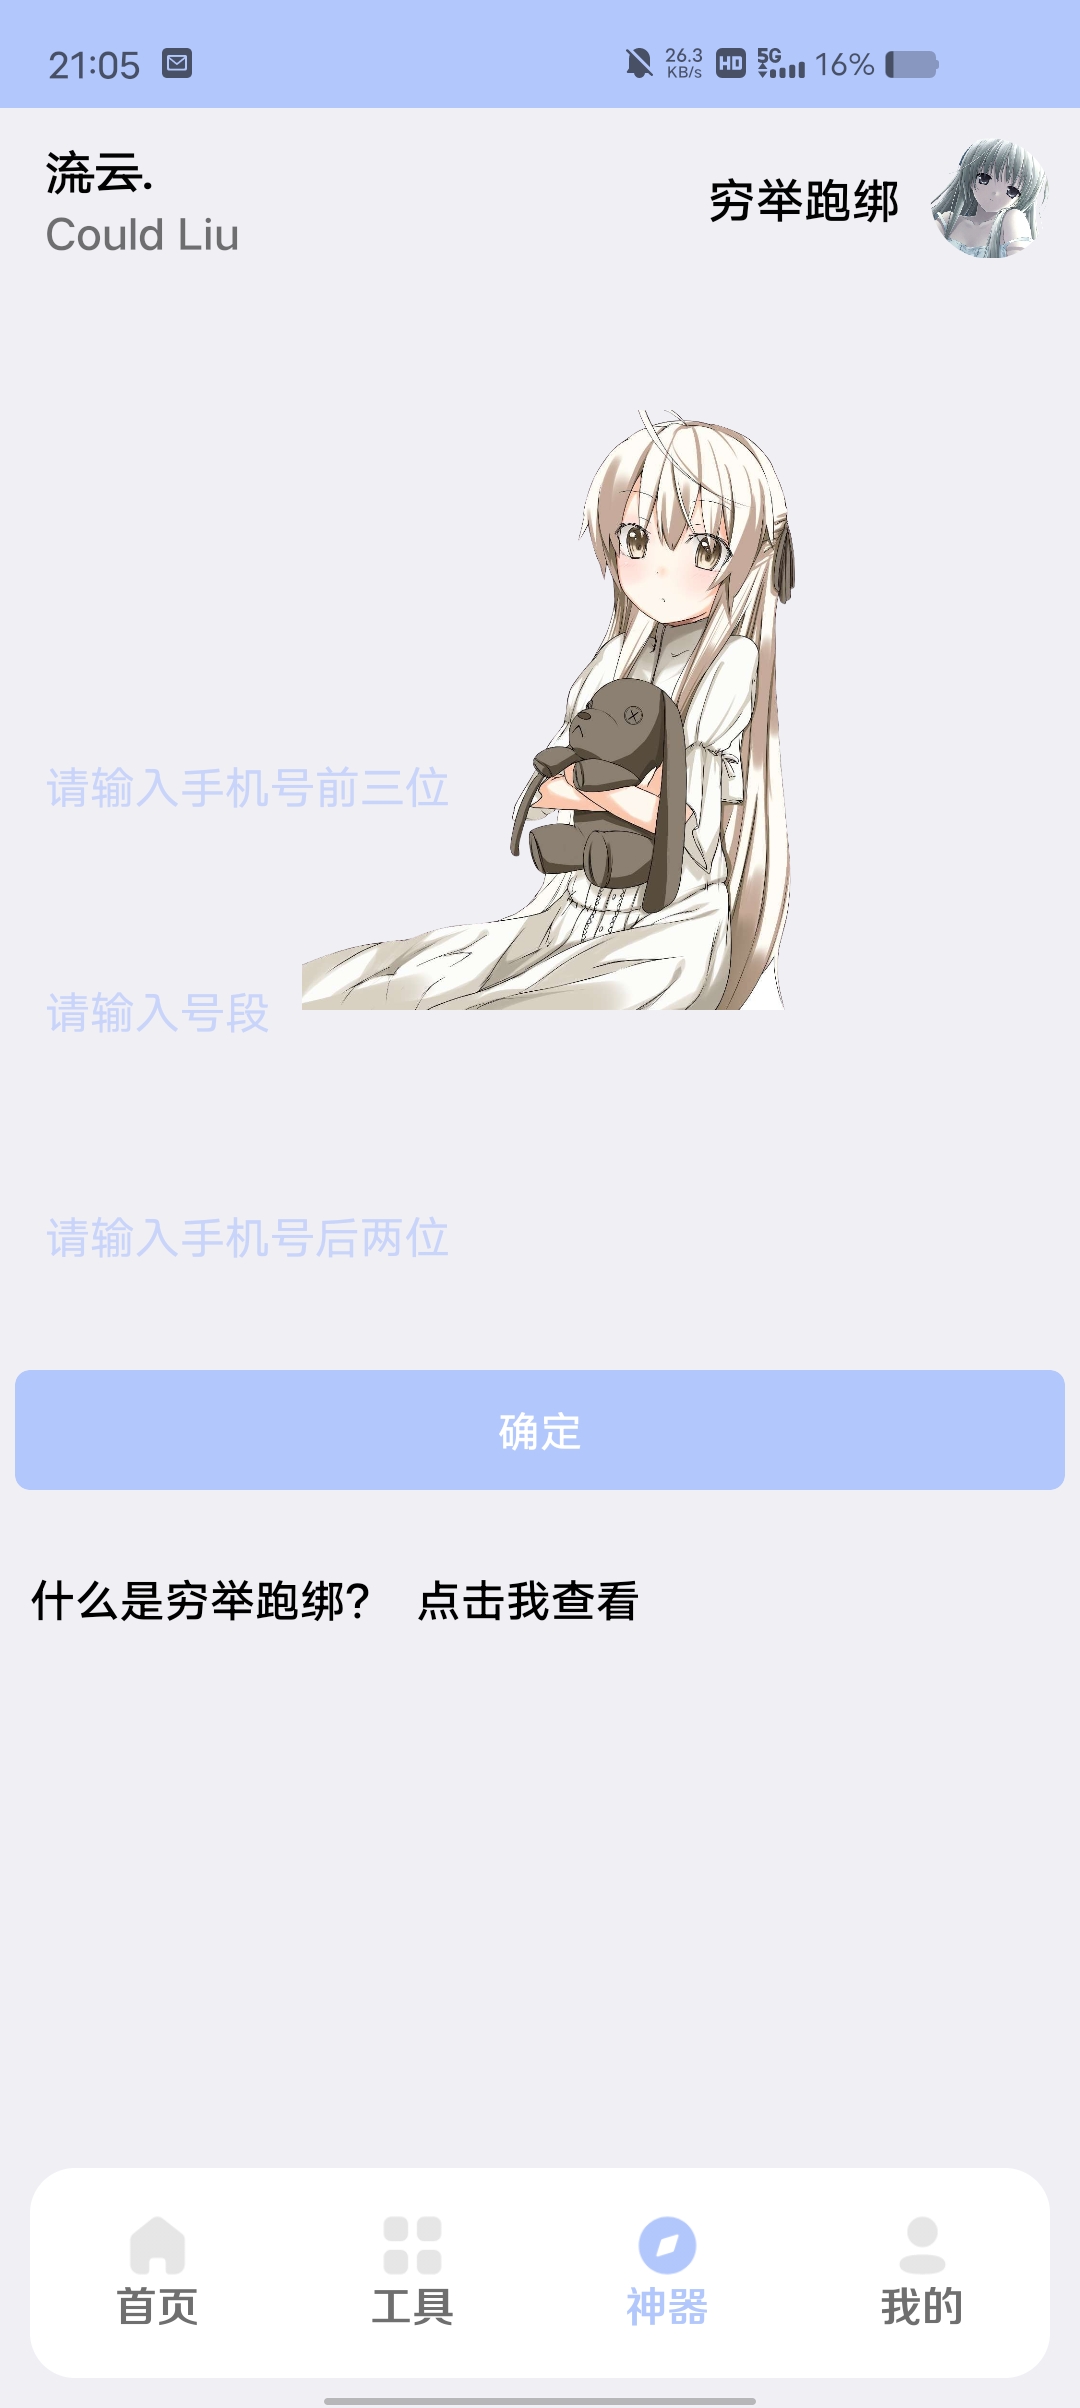 21:05 26.3 KB/s HD 5G 16%
流云.
Could Liu
穷举跑绑
请输入手机号前三位
请输入号段
请输入手机号后两位
确定
什么是穷举跑绑? 点击我查看
首页 工具 神器 我的